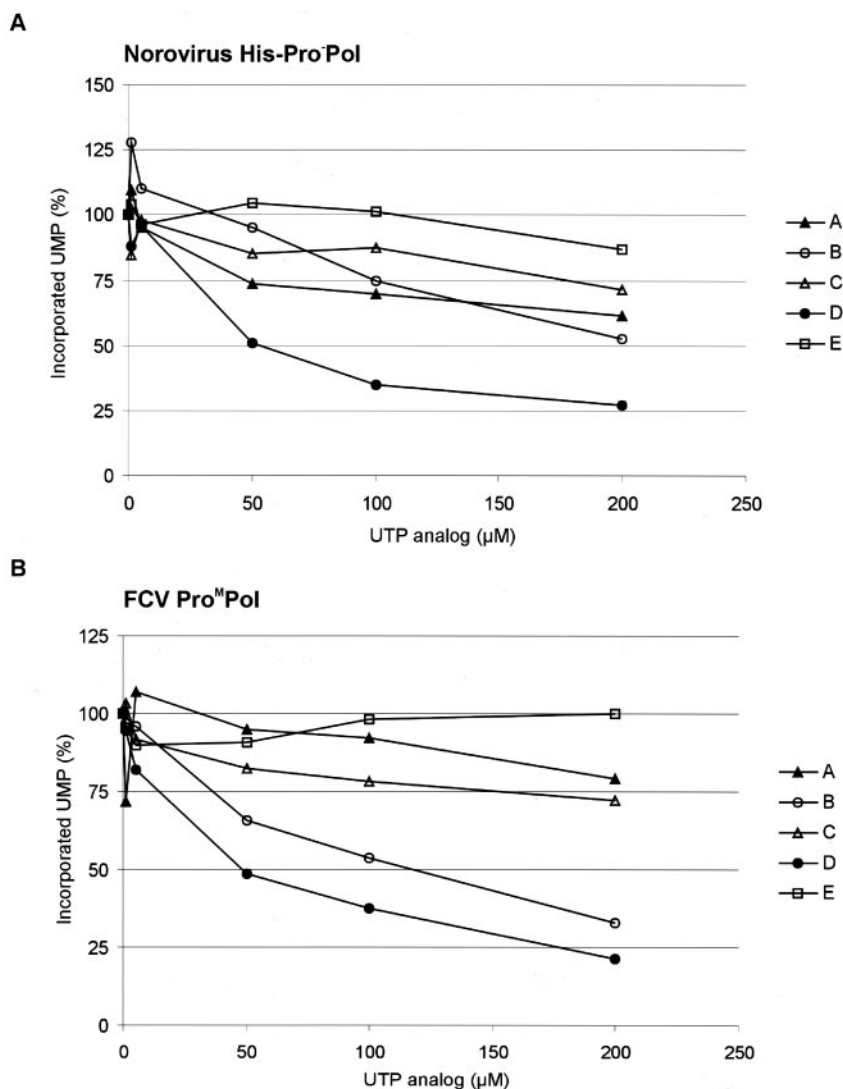 A
Norovirus His-Pro⁻Pol
150
125
100
75
50
25
0
Incorporated UMP (%)
0 50 100 150 200 250
UTP analog (µM)
A
B
C
D
E
B
FCV ProᴹPol
125
100
75
50
25
0
Incorporated UMP (%)
0 50 100 150 200 250
UTP analog (µM)
A
B
C
D
E